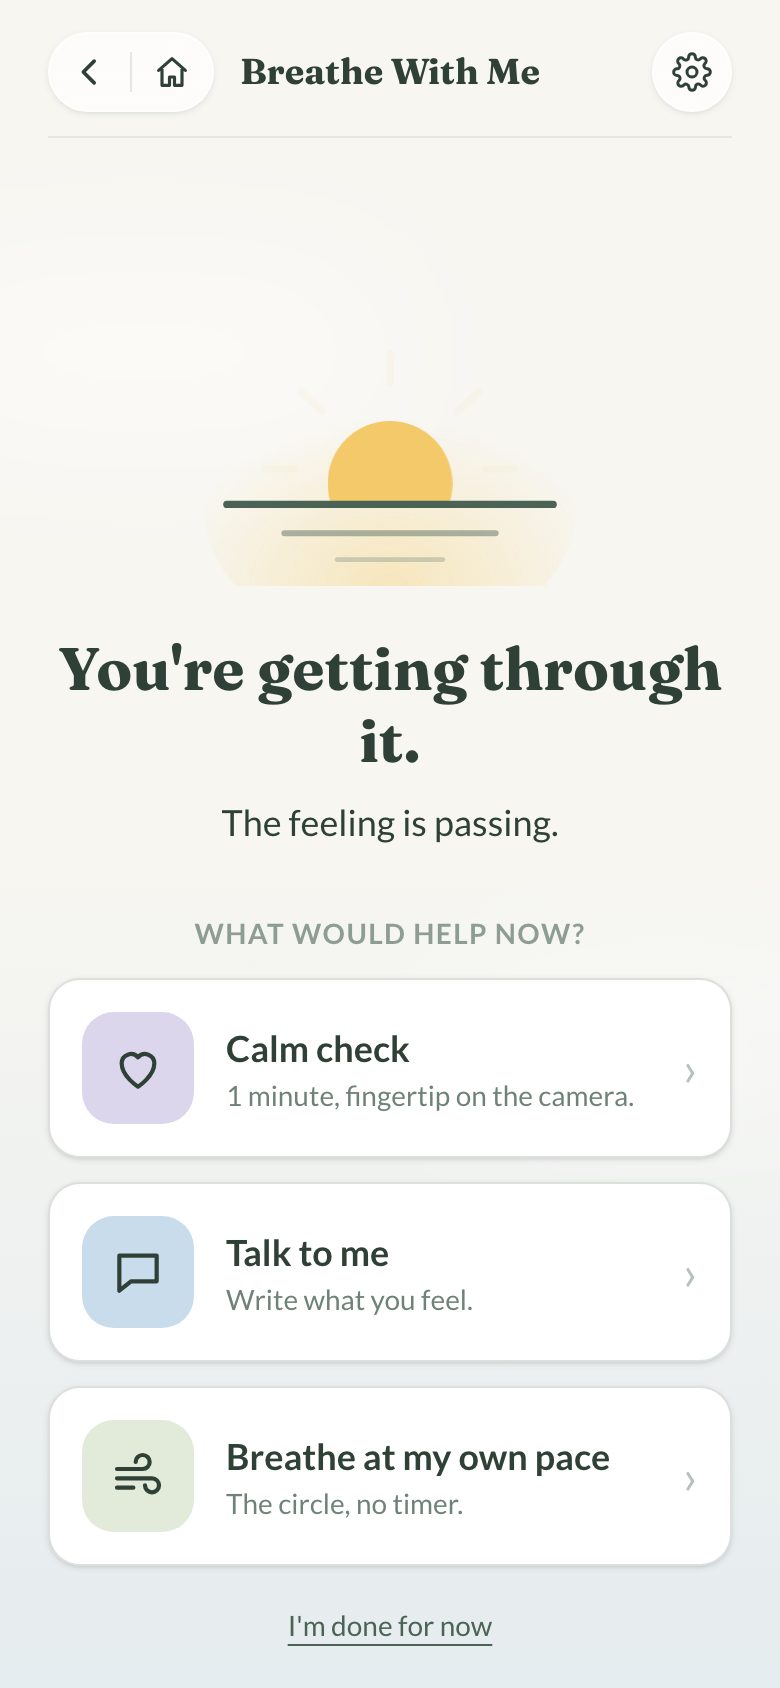 Breathe With Me
You're getting through
it.
The feeling is passing.
WHAT WOULD HELP NOW?
Calm check
1 minute, fingertip on the camera.
Talk to me
Write what you feel.
Breathe at my own pace
The circle, no timer.
I'm done for now